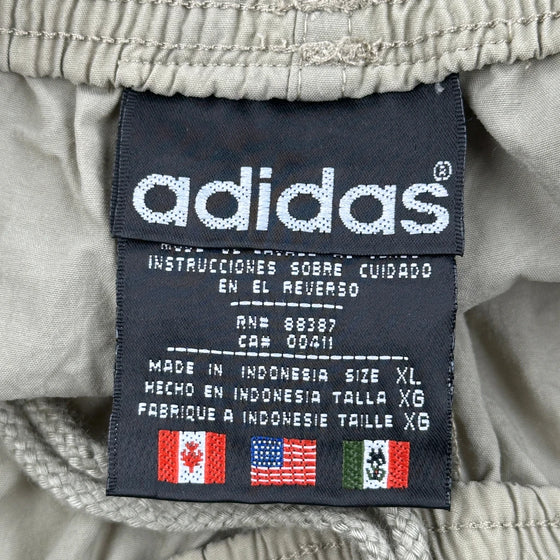 adidas®
INSTRUCCIONES SOBRE CUIDADO
EN EL REVERSO
RN# 88387
CA# 00411
MADE IN INDONESIA SIZE XL
HECHO EN INDONESIA TALLA XG
FABRIQUE A INDONESIE TAILLE XG